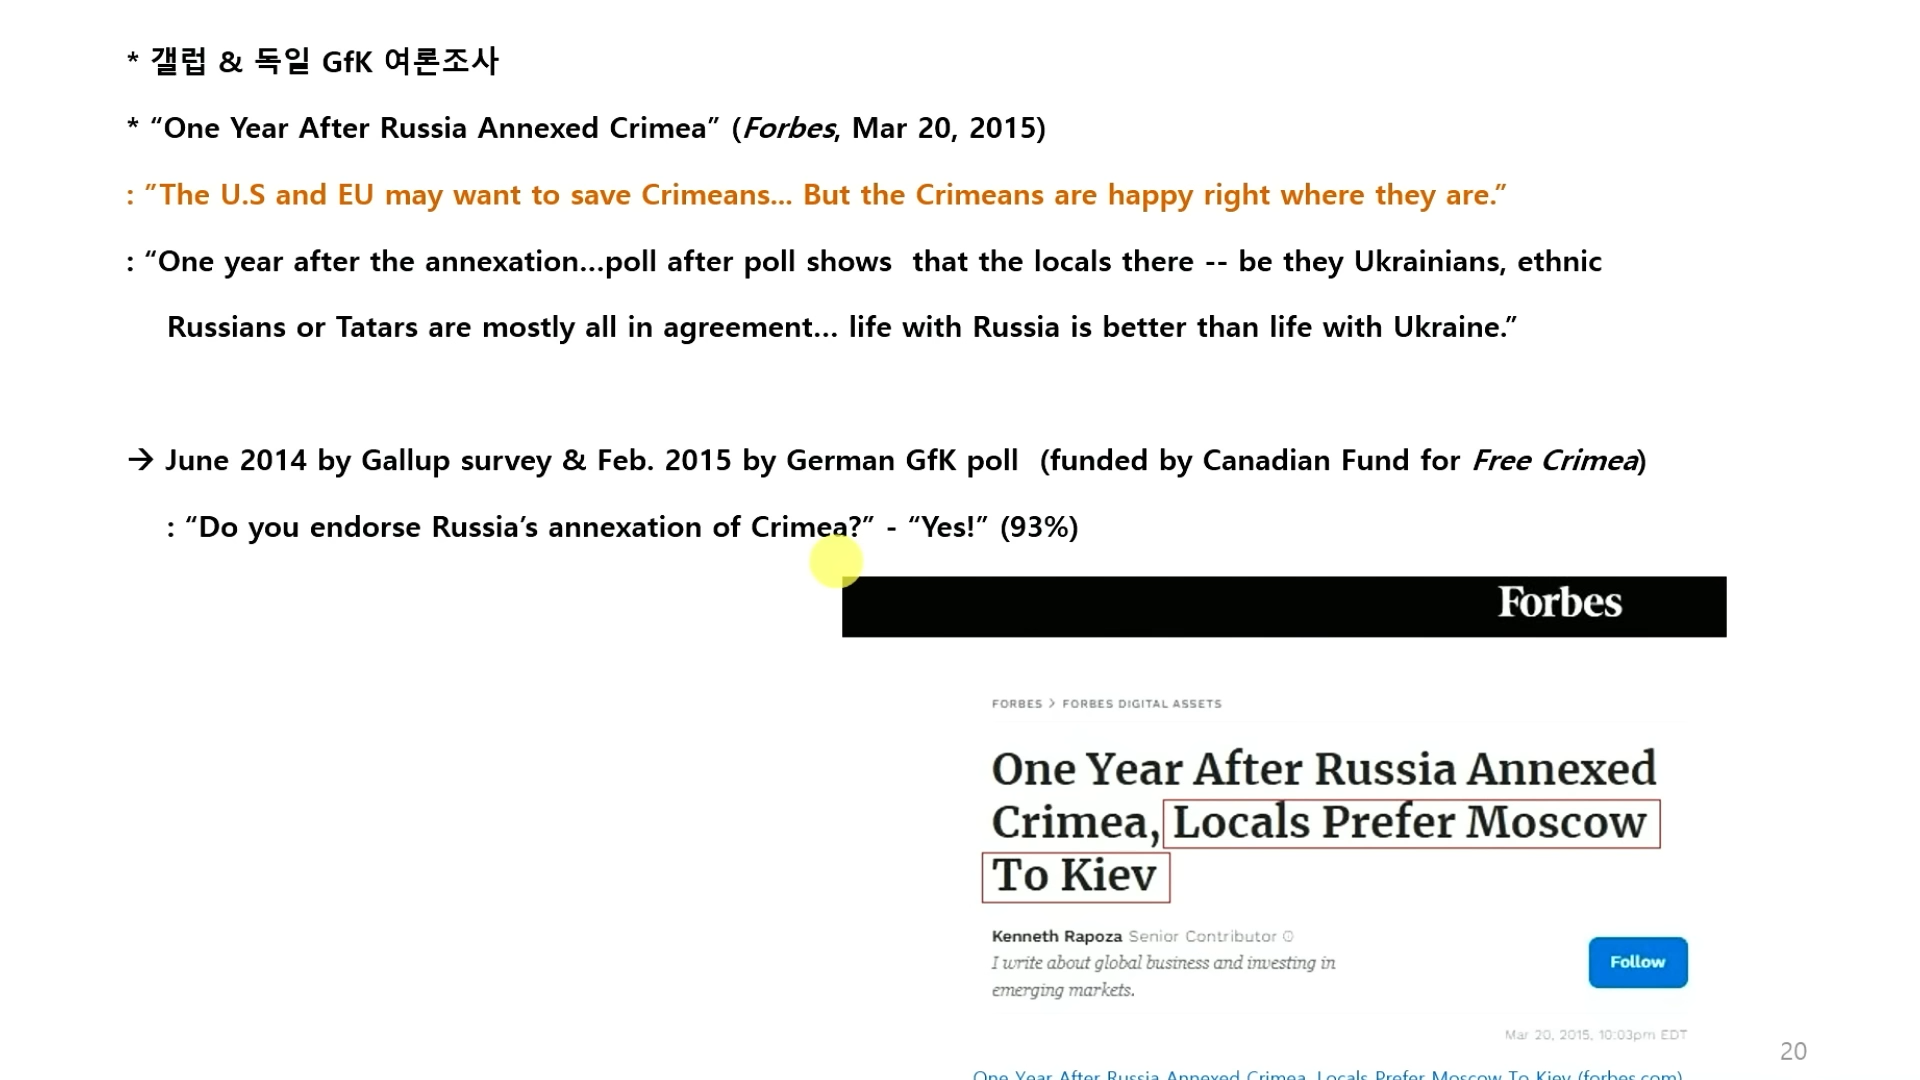 * 갤럽 & 독일 GfK 여론조사
* “One Year After Russia Annexed Crimea” (Forbes, Mar 20, 2015)
: ”The U.S and EU may want to save Crimeans... But the Crimeans are happy right where they are.”
: “One year after the annexation…poll after poll shows  that the locals there -- be they Ukrainians, ethnic
Russians or Tatars are mostly all in agreement… life with Russia is better than life with Ukraine.”
→ June 2014 by Gallup survey & Feb. 2015 by German GfK poll  (funded by Canadian Fund for Free Crimea)
: “Do you endorse Russia’s annexation of Crimea?” - “Yes!” (93%)
Forbes
FORBES > FORBES DIGITAL ASSETS
One Year After Russia Annexed
Crimea, Locals Prefer Moscow
To Kiev
Kenneth Rapoza Senior Contributor
I write about global business and investing in
emerging markets.
Follow
Mar 20, 2015, 10:03pm EDT
20
One Year After Russia Annexed Crimea, Locals Prefer Moscow To Kiev (forbes.com)